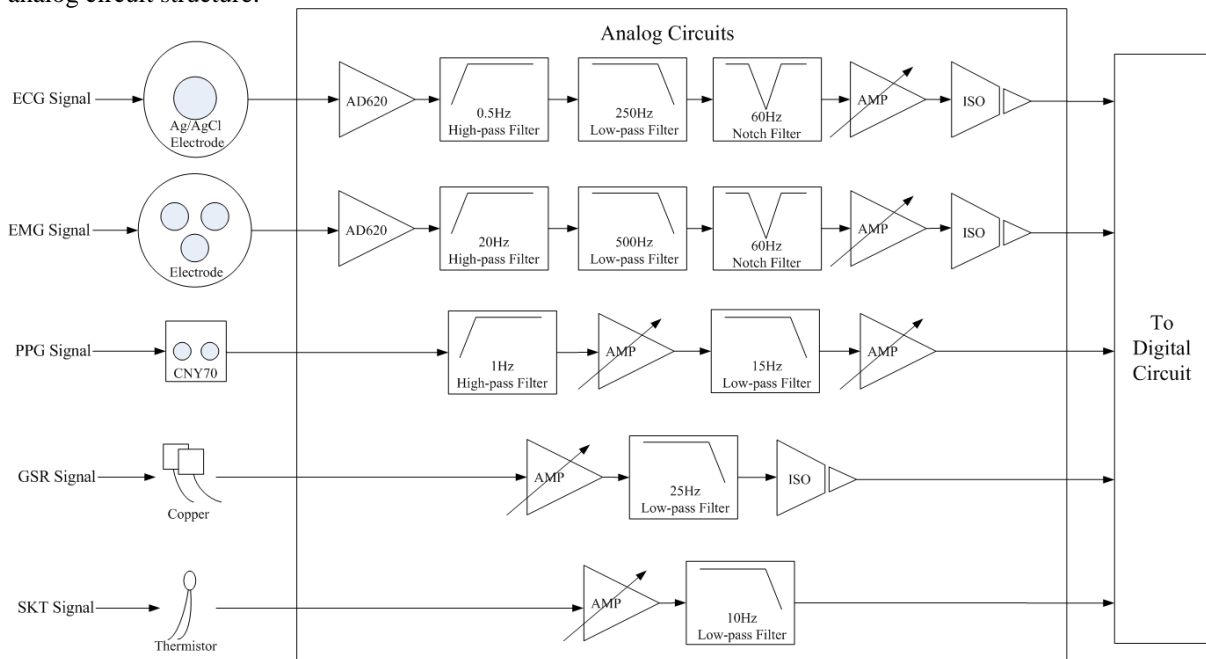 analog circuit structure.
Analog Circuits
ECG Signal
Ag/AgCl
Electrode
AD620
0.5Hz
High-pass Filter
250Hz
Low-pass Filter
60Hz
Notch Filter
AMP
ISO
EMG Signal
Electrode
AD620
20Hz
High-pass Filter
500Hz
Low-pass Filter
60Hz
Notch Filter
AMP
ISO
PPG Signal
CNY70
1Hz
High-pass Filter
AMP
15Hz
Low-pass Filter
AMP
GSR Signal
Copper
AMP
25Hz
Low-pass Filter
ISO
SKT Signal
Thermistor
AMP
10Hz
Low-pass Filter
To
Digital
Circuit